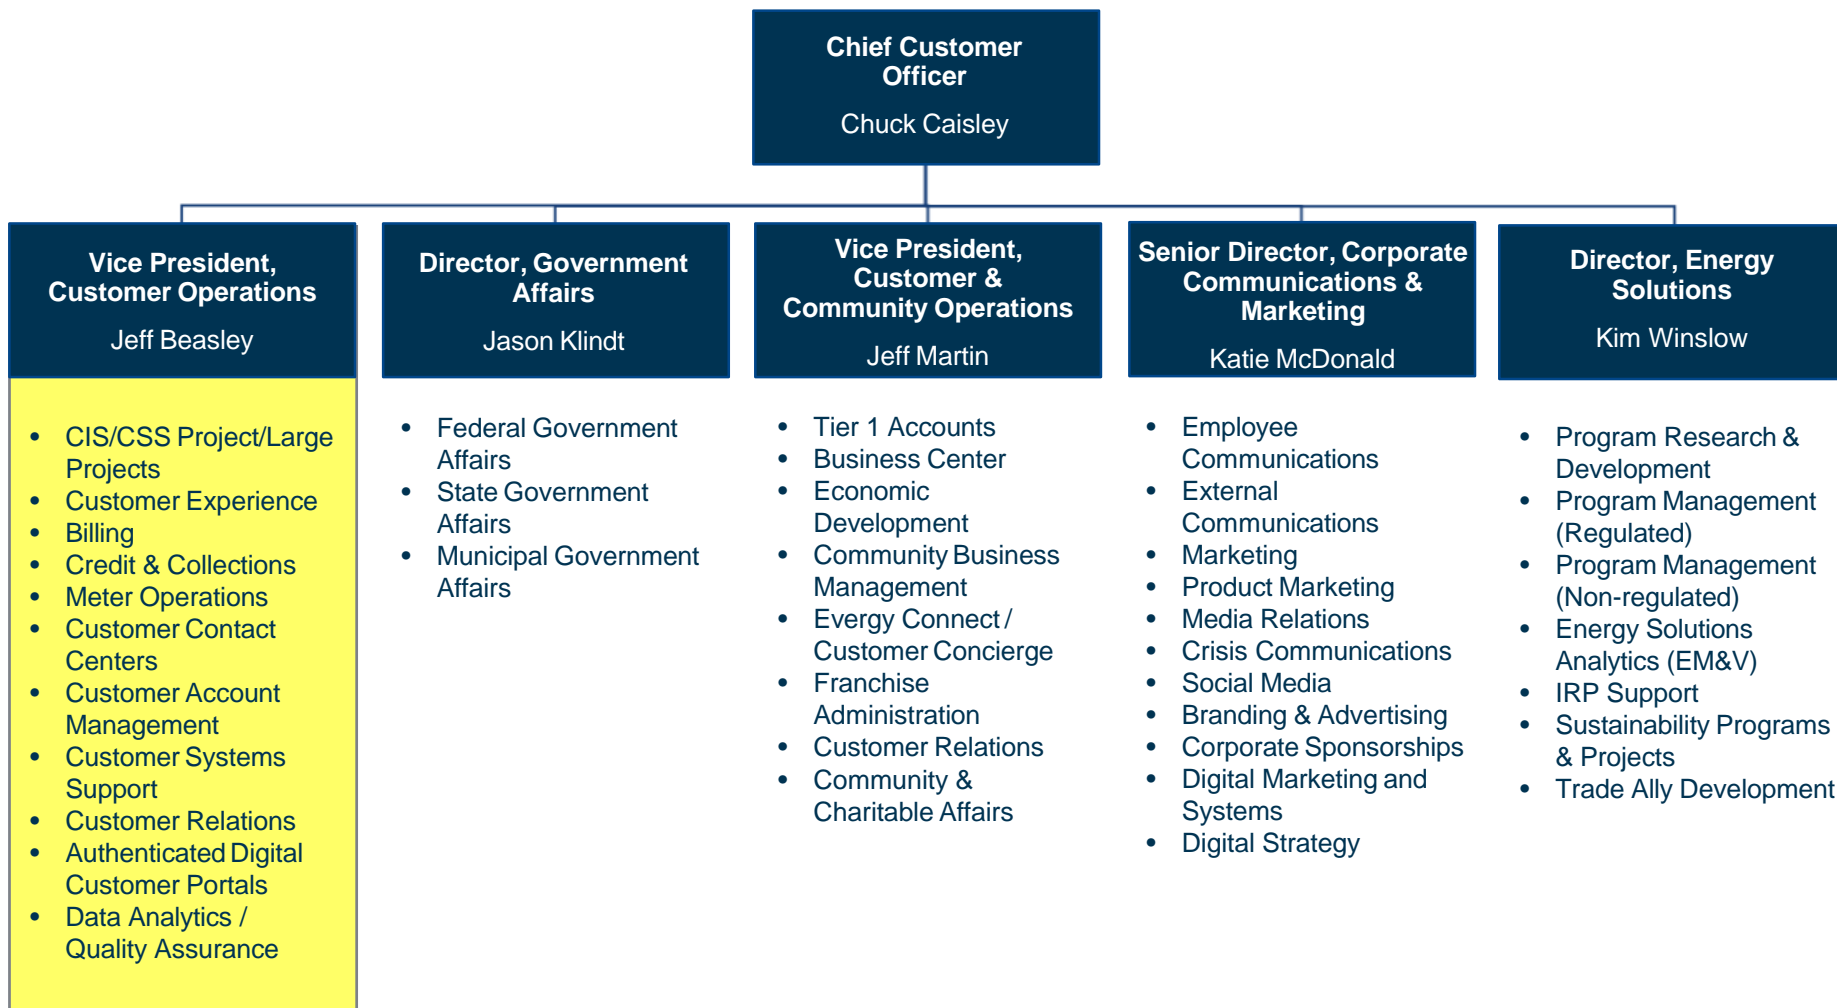 Chief Customer
Officer
Chuck Caisley
Vice President,
Customer Operations
Jeff Beasley
• CIS/CSS Project/Large
Projects
• Customer Experience
• Billing
• Credit & Collections
• Meter Operations
• Customer Contact
Centers
• Customer Account
Management
• Customer Systems
Support
• Customer Relations
• Authenticated Digital
Customer Portals
• Data Analytics /
Quality Assurance
Director, Government
Affairs
Jason Klindt
• Federal Government
Affairs
• State Government
Affairs
• Municipal Government
Affairs
Vice President,
Customer &
Community Operations
Jeff Martin
• Tier 1 Accounts
• Business Center
• Economic
Development
• Community Business
Management
• Evergy Connect /
Customer Concierge
• Franchise
Administration
• Customer Relations
• Community &
Charitable Affairs
Senior Director, Corporate
Communications &
Marketing
Katie McDonald
• Employee
Communications
• External
Communications
• Marketing
• Product Marketing
• Media Relations
• Crisis Communications
• Social Media
• Branding & Advertising
• Corporate Sponsorships
• Digital Marketing and
Systems
• Digital Strategy
Director, Energy
Solutions
Kim Winslow
• Program Research &
Development
• Program Management
(Regulated)
• Program Management
(Non-regulated)
• Energy Solutions
Analytics (EM&V)
• IRP Support
• Sustainability Programs
& Projects
• Trade Ally Development